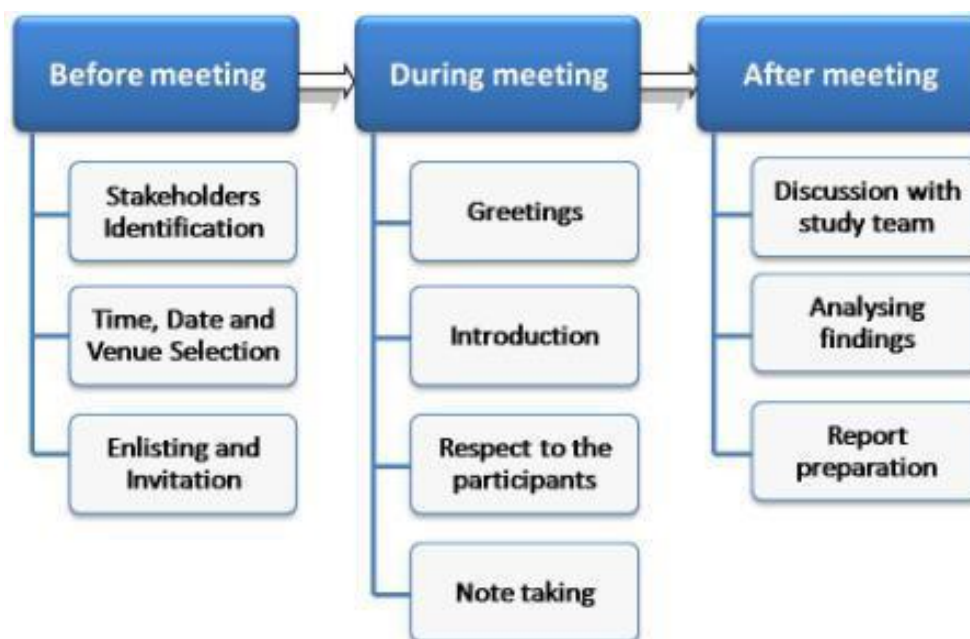 Before meeting
Stakeholders
Identification
Time, Date and
Venue Selection
Enlisting and
Invitation
During meeting
Greetings
Introduction
Respect to the
participants
Note taking
After meeting
Discussion with
study team
Analysing
findings
Report
preparation